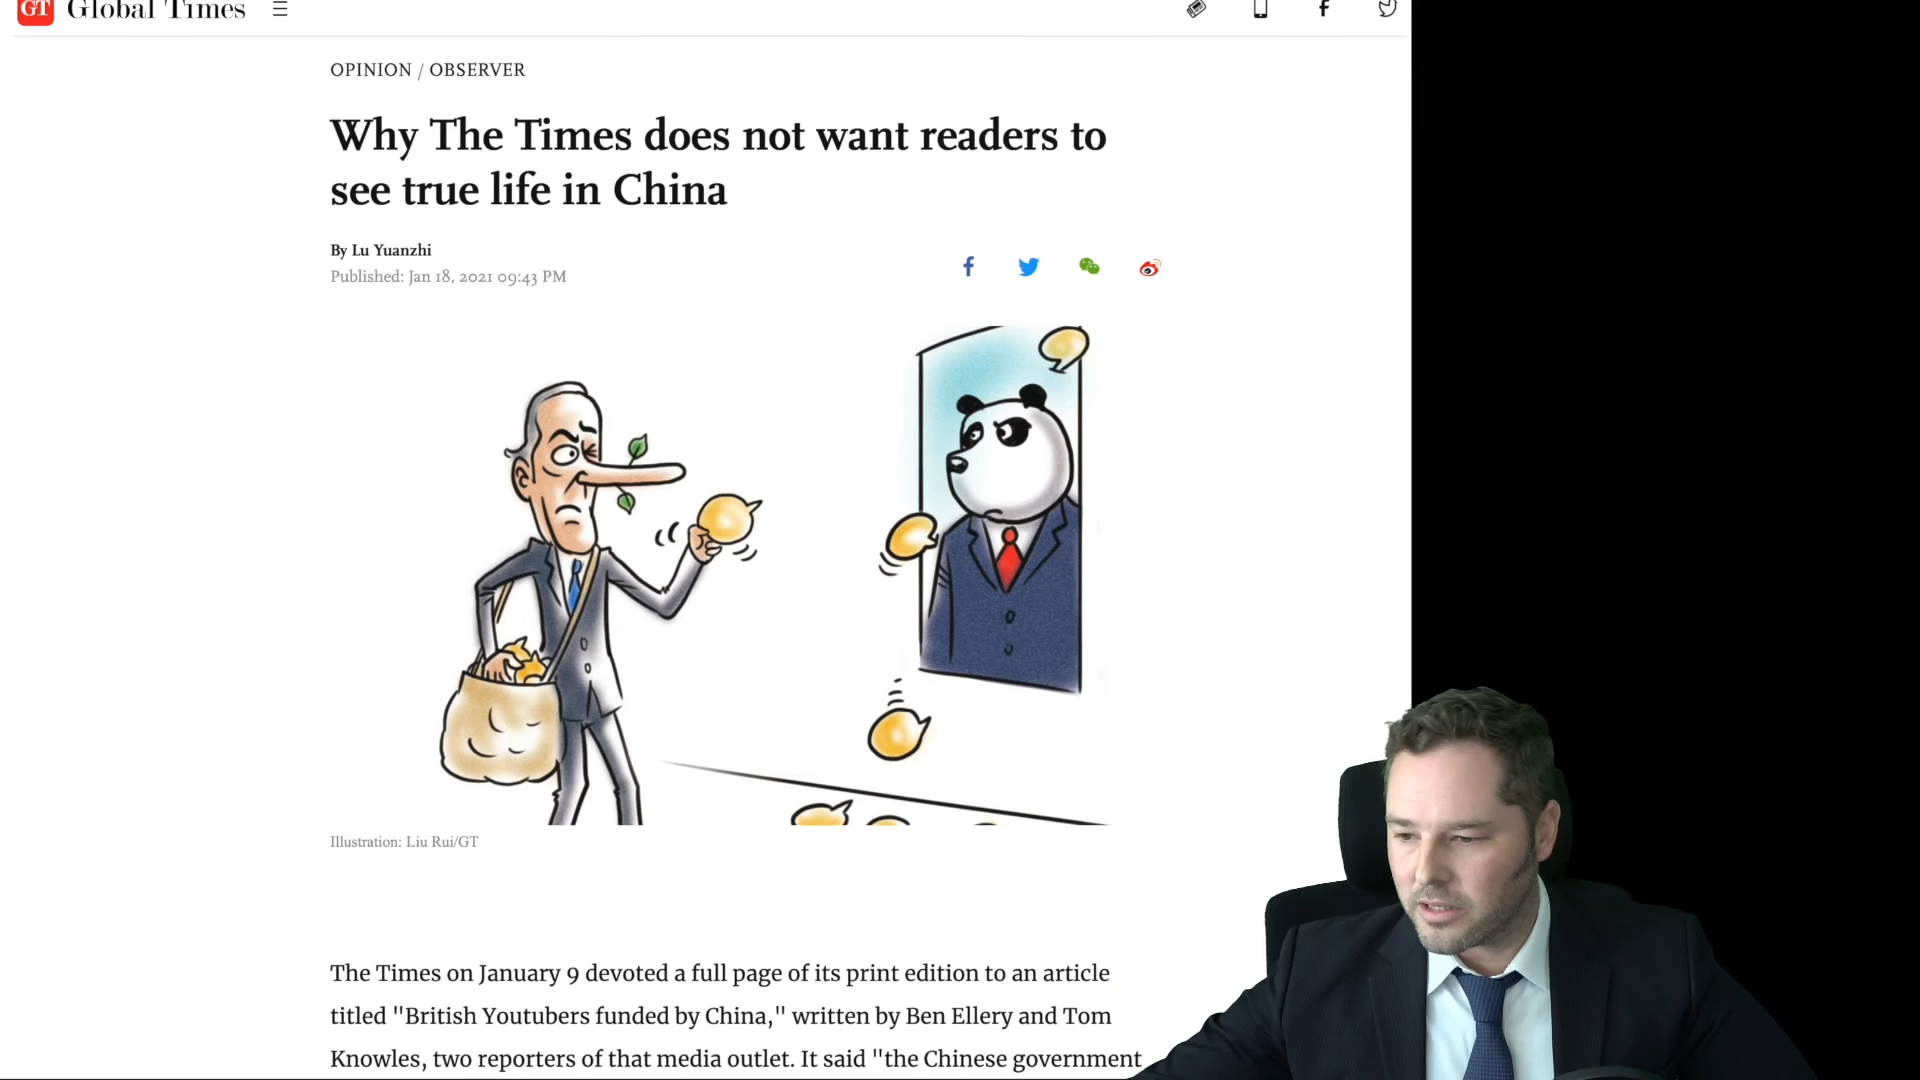 GT Global Times
OPINION / OBSERVER
Why The Times does not want readers to
see true life in China
By Lu Yuanzhi
Published: Jan 18, 2021 09:43 PM
Illustration: Liu Rui/GT
The Times on January 9 devoted a full page of its print edition to an article
titled "British Youtubers funded by China," written by Ben Ellery and Tom
Knowles, two reporters of that media outlet. It said "the Chinese government